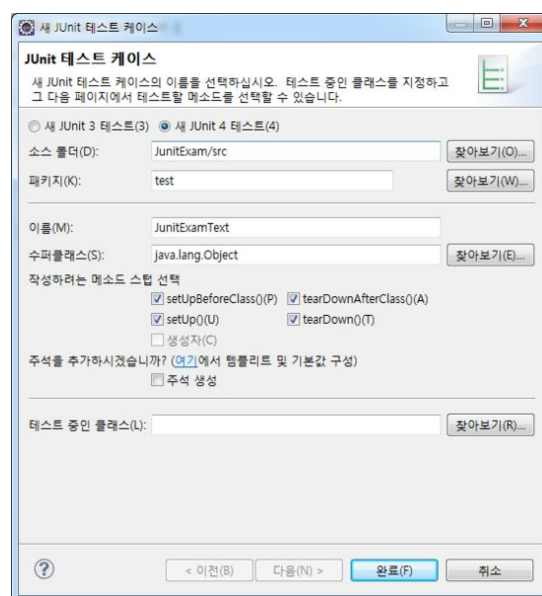 새 JUnit 테스트 케이스
JUnit 테스트 케이스
새 JUnit 테스트 케이스의 이름을 선택하십시오. 테스트 중인 클래스를 지정하고
그 다음 페이지에서 테스트할 메소드를 선택할 수 있습니다.
새 JUnit 3 테스트(3) 새 JUnit 4 테스트(4)
소스 폴더(D): JunitExam/src 찾아보기(O)...
패키지(K): test 찾아보기(W)...
이름(M): JunitExamText
수퍼클래스(S): java.lang.Object 찾아보기(E)...
작성하려는 메소드 스텁 선택
setUpBeforeClass()(P) tearDownAfterClass()(A)
setUp()(U) tearDown()(T)
생성자(C)
주석을 추가하시겠습니까? (여기에서 템플리트 및 기본값 구성)
주석 생성
테스트 중인 클래스(L): 찾아보기(R)...
? < 이전(B) 다음(N) > 완료(F) 취소